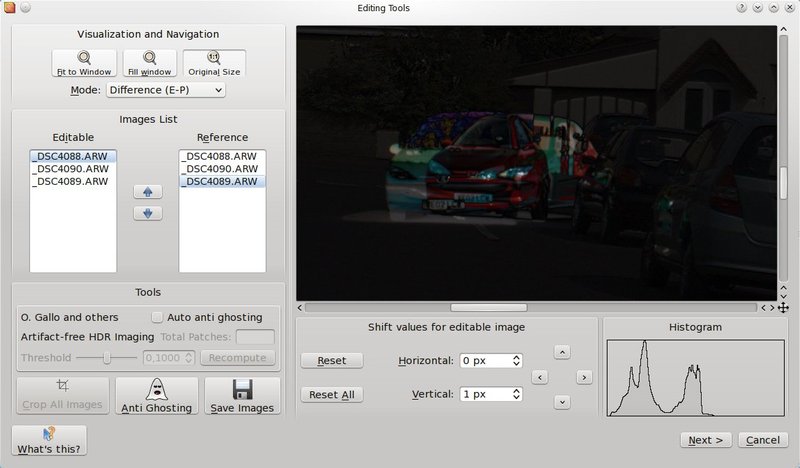 Editing Tools
Visualization and Navigation
1:1
Fit to Window
Fill window
Original Size
Mode: Difference (E-P)
Images List
Editable
Reference
_DSC4088.ARW
_DSC4090.ARW
_DSC4089.ARW
_DSC4088.ARW
_DSC4090.ARW
_DSC4089.ARW
Tools
O. Gallo and others
Auto anti ghosting
Artifact-free HDR Imaging
Total Patches:
Threshold
0,1000
Recompute
Crop All Images
Anti Ghosting
Save Images
What's this?
Shift values for editable image
Reset
Horizontal: 0 px
Reset All
Vertical: 1 px
Histogram
Next >
Cancel